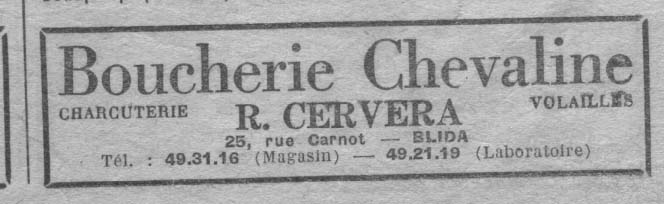 Boucherie Chevaline
CHARCUTERIE R. CERVERA VOLAILLES
25, rue Carnot — BLIDA
Tél. : 49.31.16 (Magasin) — 49.21.19 (Laboratoire)